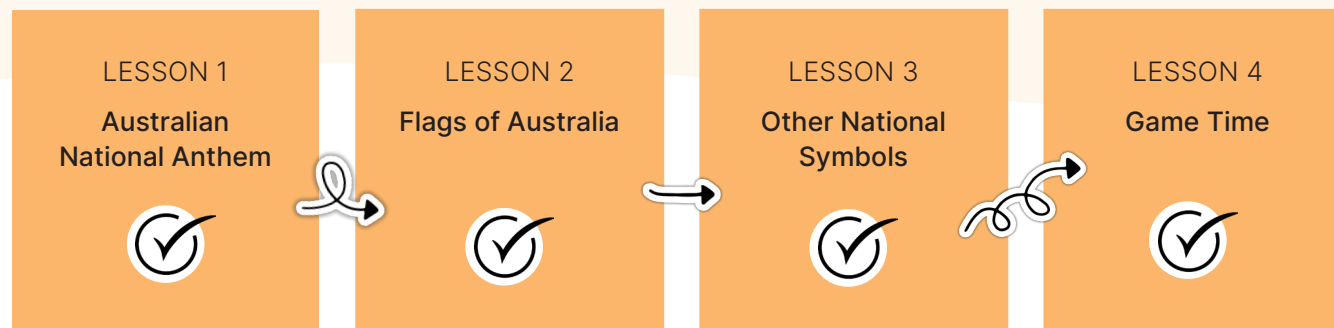 LESSON 1
Australian
National Anthem
LESSON 2
Flags of Australia
LESSON 3
Other National
Symbols
LESSON 4
Game Time